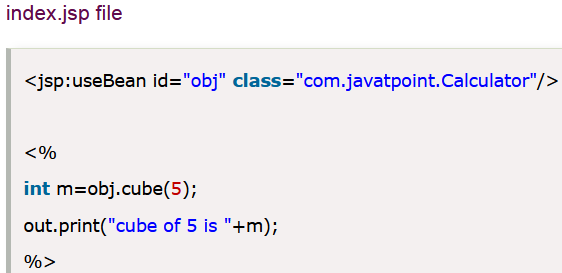 index.jsp file
<jsp:useBean id="obj" class="com.javatpoint.Calculator"/>
<%
int m=obj.cube(5);
out.print("cube of 5 is "+m);
%>